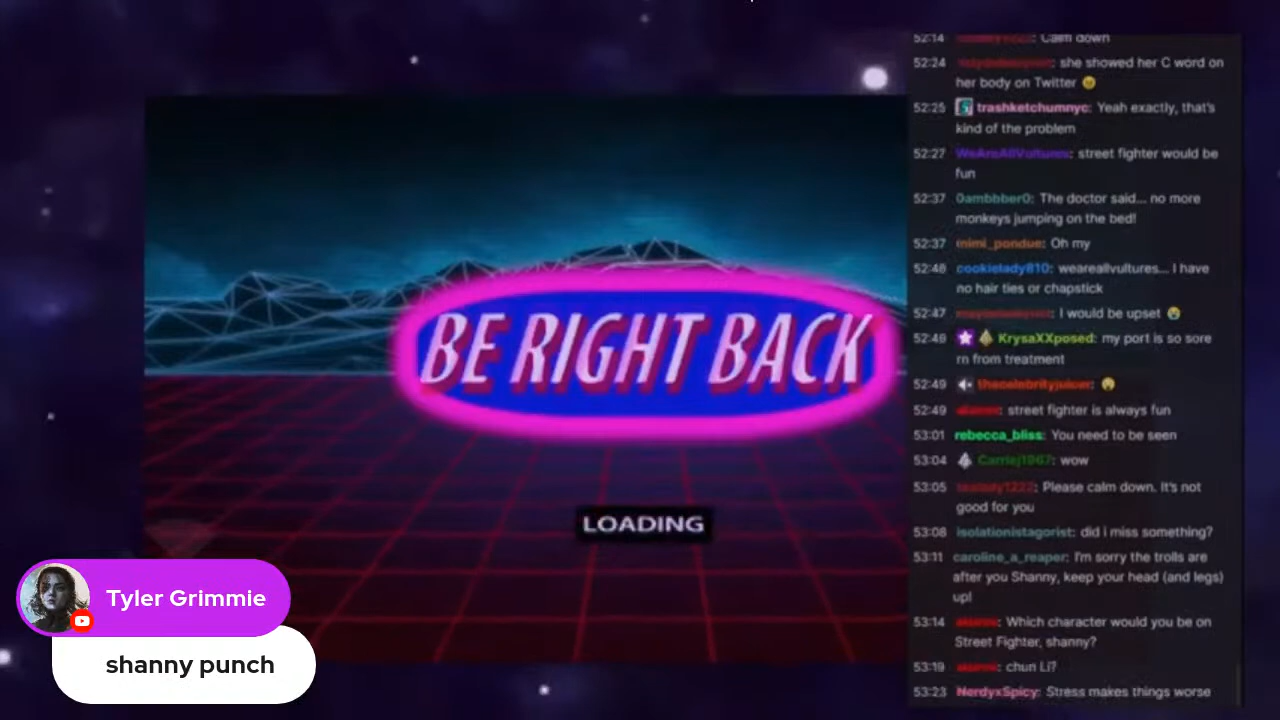 52:14 Calm down
52:24 : she showed her C word on
her body on Twitter
52:25 trashketchumnyc: Yeah exactly, that's
kind of the problem
52:27 WeAreAllVultures: street fighter would be
fun
52:37 0ambbber0: The doctor said... no more
monkeys jumping on the bed!
52:37 mimi_pondue: Oh my
52:48 cookielady810: weareallvultures... I have
no hair ties or chapstick
52:47 : I would be upset
52:49 KrysaXXposed: my port is so sore
rn from treatment
52:49 thecelebrityjuicer:
52:49 : street fighter is always fun
53:01 rebecca_bliss: You need to be seen
53:04 Carriej1967: wow
53:05 : Please calm down. It's not
good for you
53:08 isolationistagorist: did i miss something?
53:11 caroline_a_reaper: I'm sorry the trolls are
after you Shanny, keep your head (and legs)
up!
53:14 : Which character would you be on
Street Fighter, shanny?
53:19 : chun Li?
53:23 NerdyxSpicy: Stress makes things worse
BE RIGHT BACK
LOADING
Tyler Grimmie
shanny punch